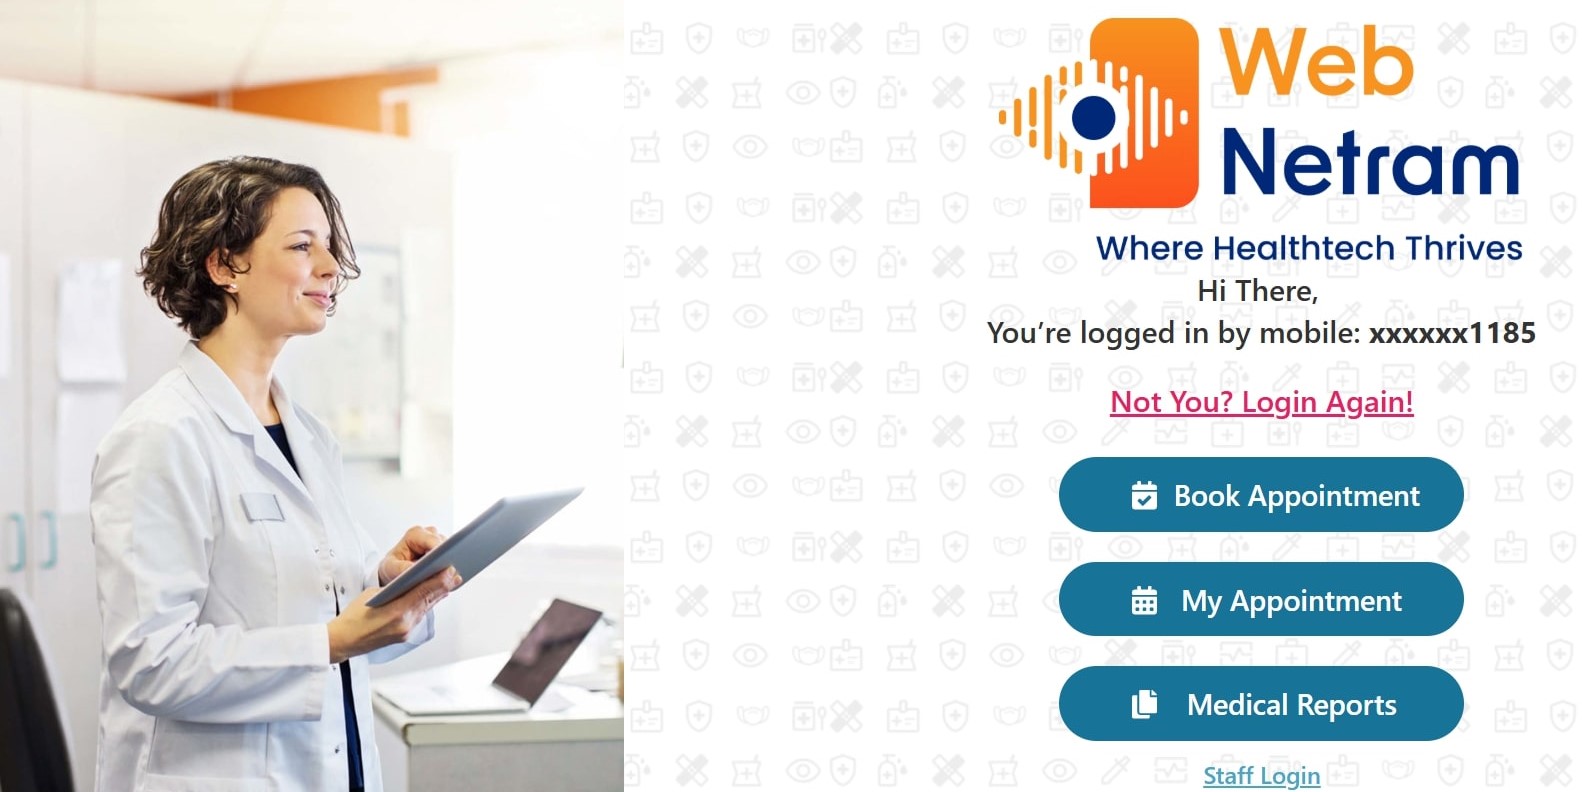 Web
Netram
Where Healthtech Thrives
Hi There,
You’re logged in by mobile: xxxxxx1185
Not You? Login Again!
Book Appointment
My Appointment
Medical Reports
Staff Login